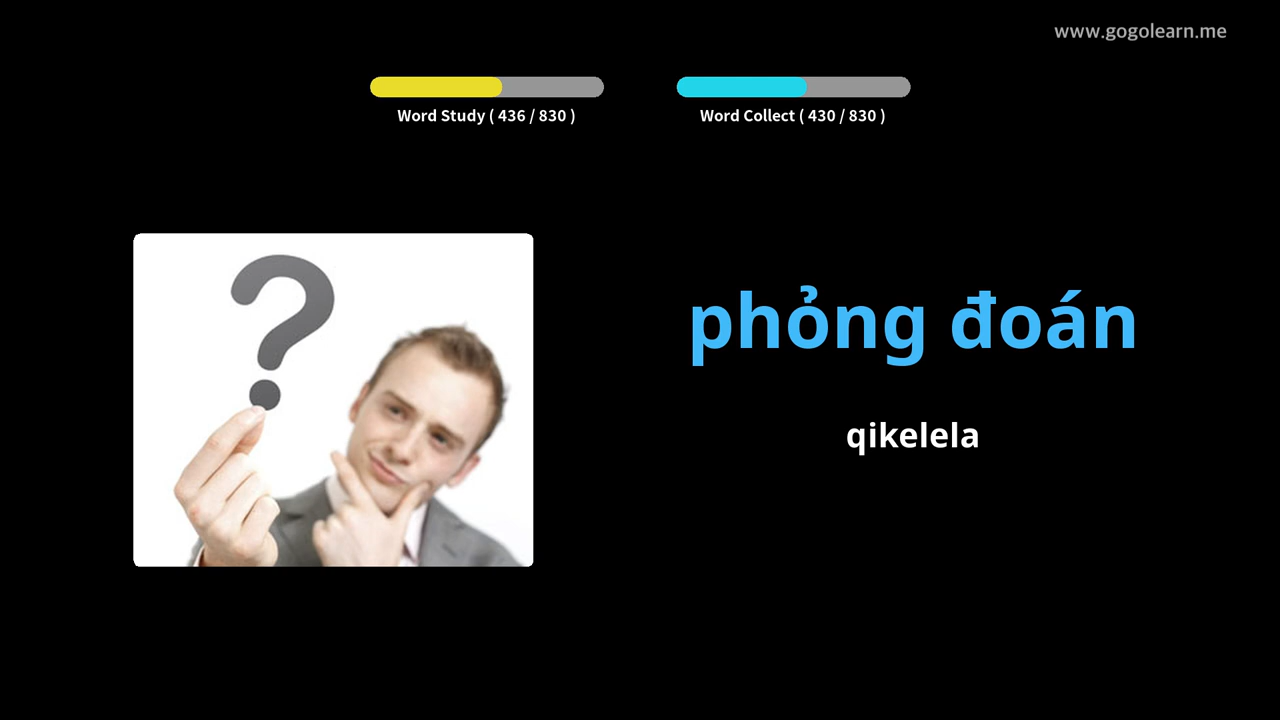 www.gogolearn.me
Word Study ( 436 / 830 )
Word Collect ( 430 / 830 )
phỏng đoán
qikelela